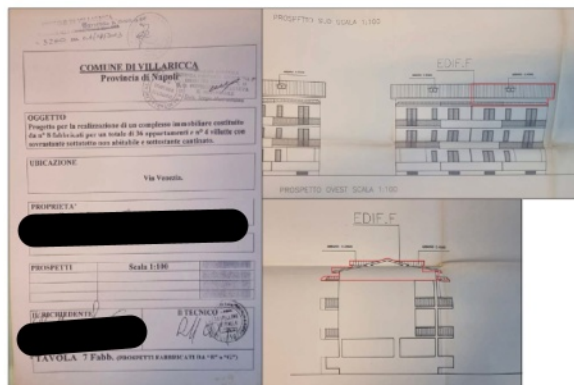 COMUNE DI VILLARICCA
Provincia di Napoli
OGGETTO
Progetto per la realizzazione di un complesso immobiliare costituito
da n° 8 fabbricati per un totale di 36 appartamenti e n° 4 villette con
sovrastante sottotetto non abitabile e sottostante cantinato.
UBICAZIONE
Via Venezia.
PROPRIETA'
PROSPETTI Scala 1:100
IL RICHIEDENTE
Il TECNICO
TAVOLA 7 Fabb. (PROSPETTI FABBRICATI DA "D" a "G")
PROSPETTO SUD SCALA 1:100
EDIF.F
PROSPETTO OVEST SCALA 1:100
EDIF.F